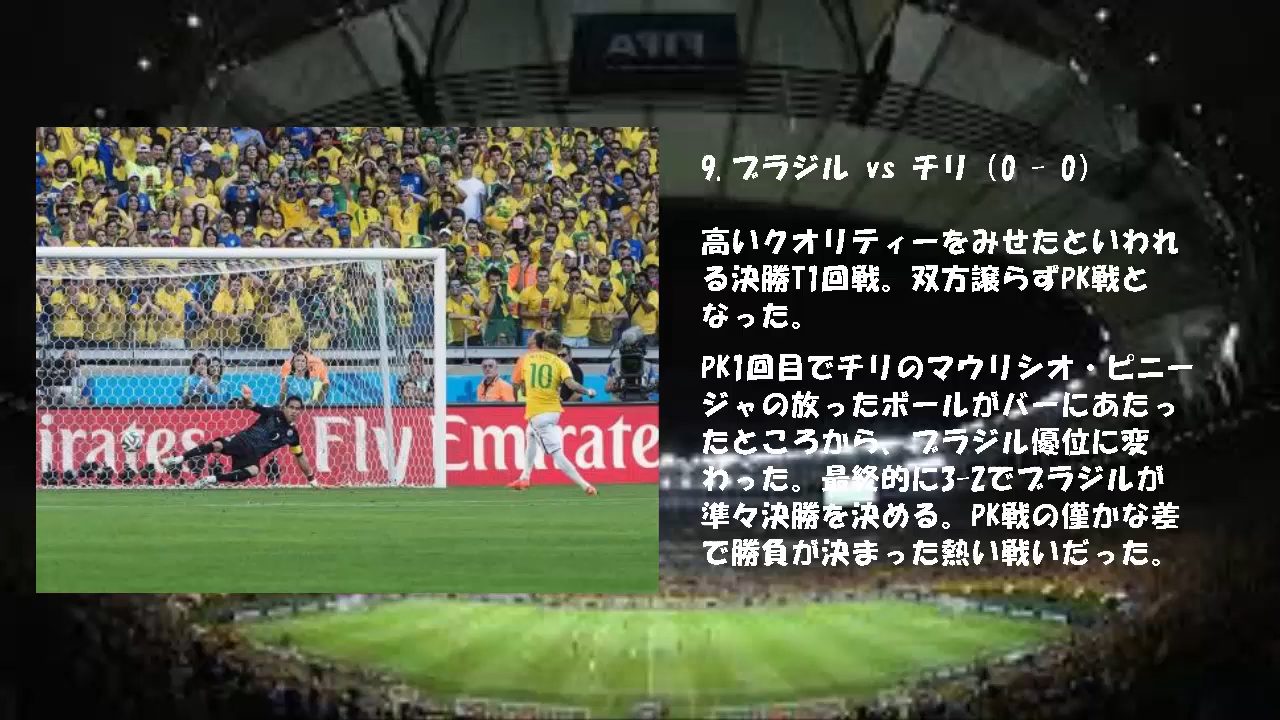 FIFA
9. ブラジル vs チリ (0 - 0)
高いクオリティーをみせたといわれ
る決勝T1回戦。双方譲らずPK戦と
なった。
PK1回目でチリのマウリシオ・ピニー
ジャの放ったボールがバーにあたっ
たところから、ブラジル優位に変
わった。最終的に3-2でブラジルが
準々決勝を決める。PK戦の僅かな差
で勝負が決まった熱い戦いだった。
10
irates Fly Emirate